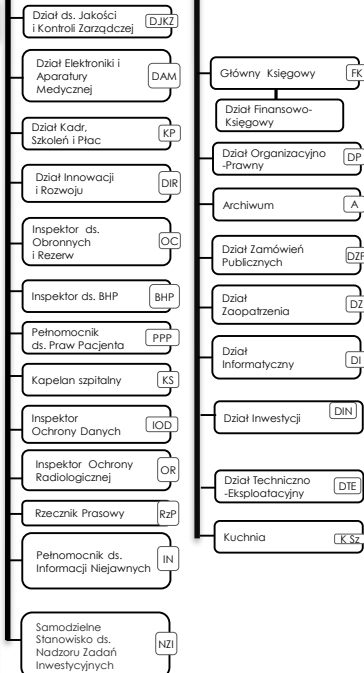 Dział ds. Jakości
i Kontroli Zarządczej
DJKZ
Dział Elektroniki i
Aparatury
Medycznej
DAM
Dział Kadr,
Szkoleń i Płac
KP
Dział Innowacji
i Rozwoju
DIR
Inspektor ds.
Obronnych
i Rezerw
OC
Inspektor ds. BHP
BHP
Pełnomocnik
ds. Praw Pacjenta
PPP
Kapelan szpitalny
KS
Inspektor
Ochrony Danych
IOD
Inspektor Ochrony
Radiologicznej
OR
Rzecznik Prasowy
RzP
Pełnomocnik ds.
Informacji Niejawnych
IN
Samodzielne
Stanowisko ds.
Nadzoru Zadań
Inwestycyjnych
NZI
Główny Księgowy
FK
Dział Finansowo-
Księgowy
Dział Organizacyjno
-Prawny
DP
Archiwum
A
Dział Zamówień
Publicznych
DZP
Dział
Zaopatrzenia
DZ
Dział
Informatyczny
DI
Dział Inwestycji
DIN
Dział Techniczno
-Eksploatacyjny
DTE
Kuchnia
K Sz